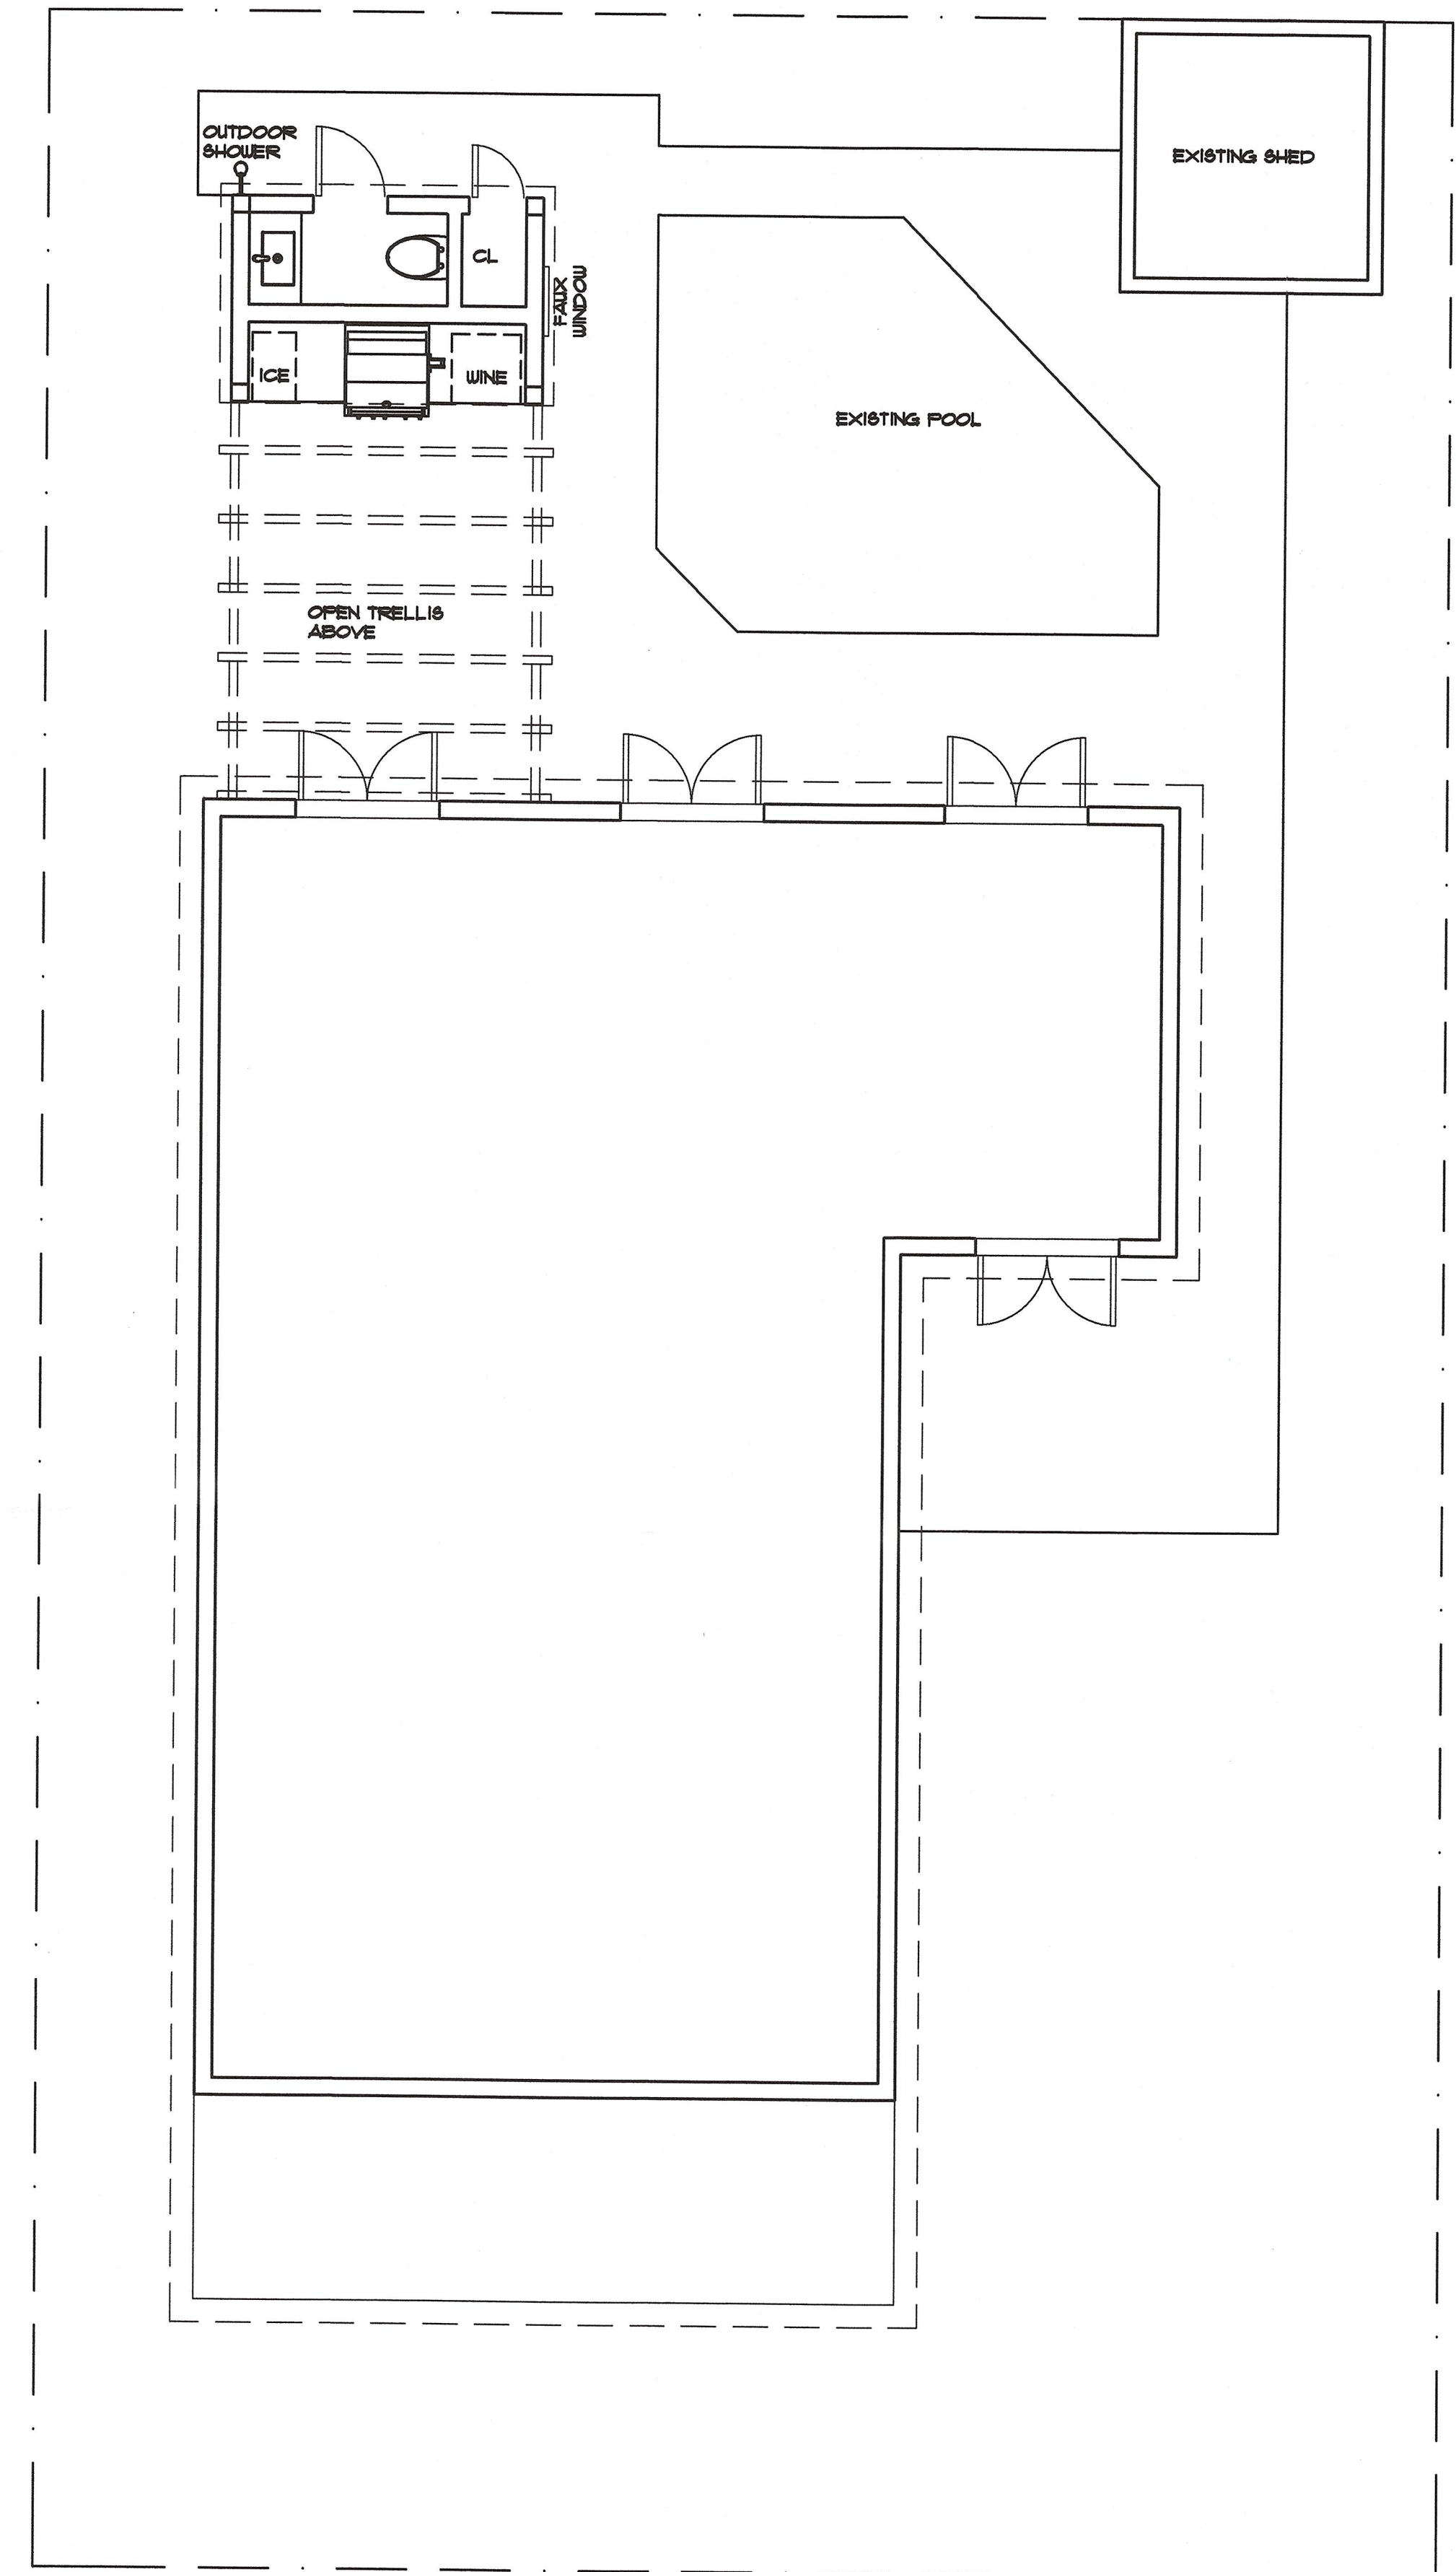 OUTDOOR
SHOWER
EXISTING SHED
CL
FAUX
WINDOW
ICE
WINE
EXISTING POOL
OPEN TRELLIS
ABOVE